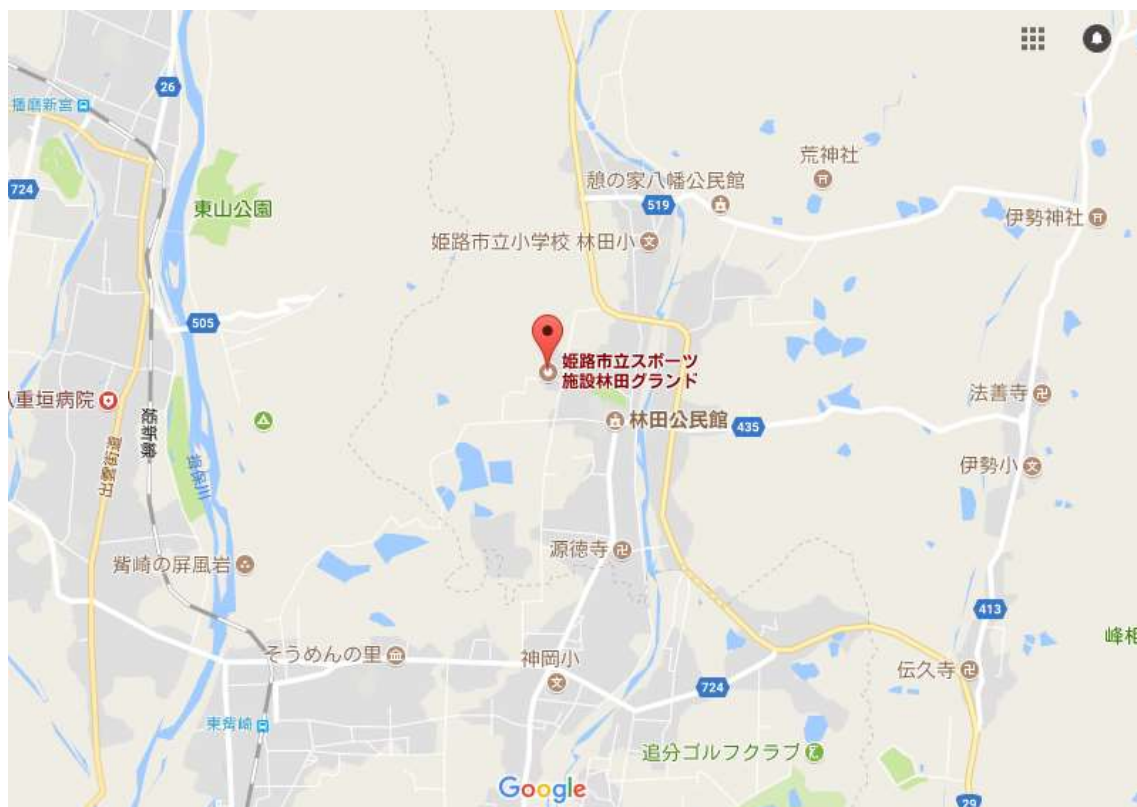 26
播磨新宮
724
東山公園
荒神社
憩の家八幡公民館
519
伊勢神社
姫路市立小学校 林田小
505
姫路市立スポーツ
施設林田グランド
八重垣病院
姫新線
出雲街道
揖保川
林田公民館
435
法善寺
伊勢小
源徳寺
觜崎の屏風岩
413
峰相
そうめんの里
神岡小
伝久寺
724
東觜崎
追分ゴルフクラブ
Google
29